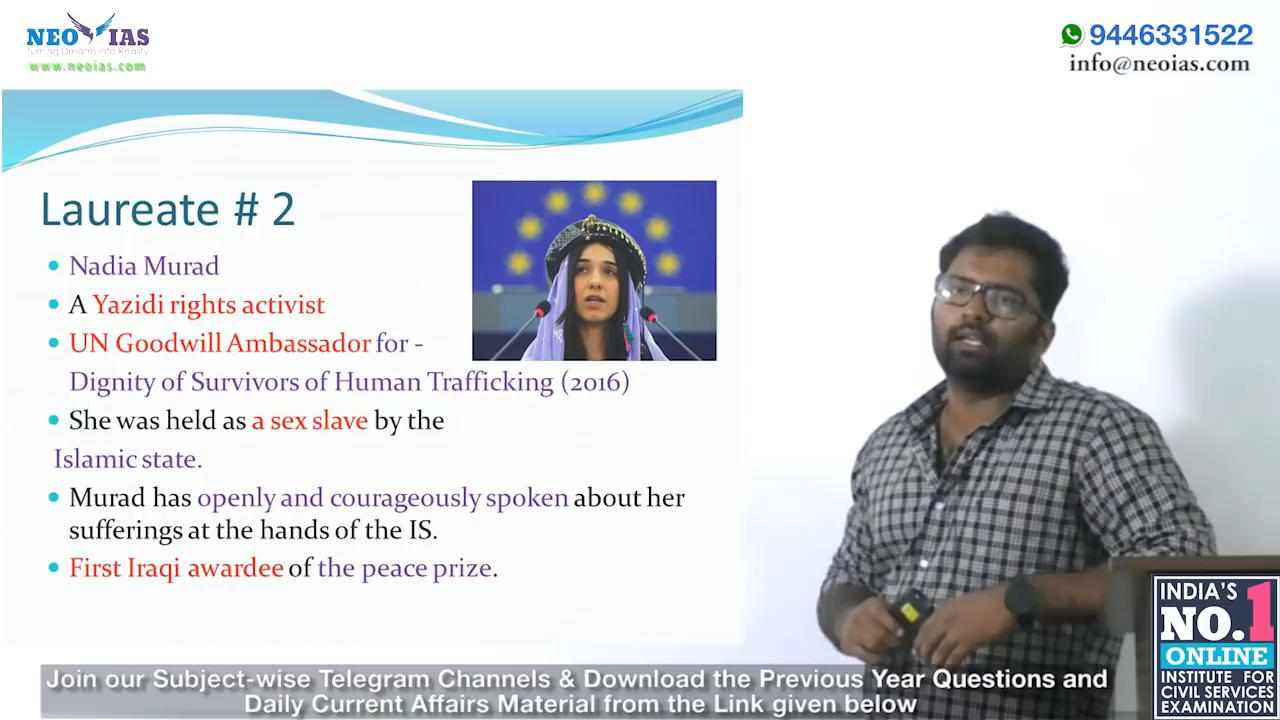 NEO IAS
Turning Dreams into Reality
www.neoias.com
9446331522
info@neoias.com
Laureate # 2
Nadia Murad
A Yazidi rights activist
UN Goodwill Ambassador for -
Dignity of Survivors of Human Trafficking (2016)
She was held as a sex slave by the
Islamic state.
Murad has openly and courageously spoken about her
sufferings at the hands of the IS.
First Iraqi awardee of the peace prize.
INDIA'S
NO.1
ONLINE
INSTITUTE FOR
CIVIL SERVICES
EXAMINATION
Join our Subject-wise Telegram Channels & Download the Previous Year Questions and
Daily Current Affairs Material from the Link given below